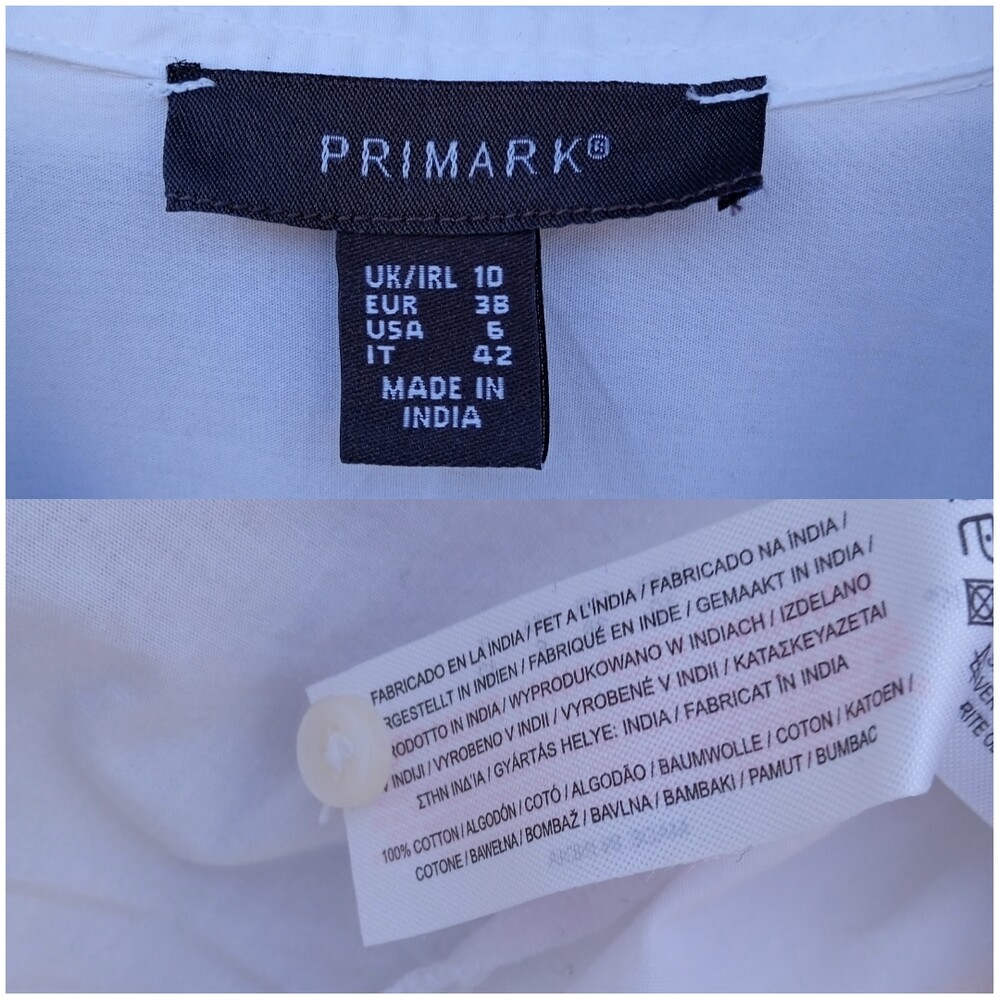 PRIMARK®
UK/IRL 10
EUR 38
USA 6
IT 42
MADE IN
INDIA
FABRICADO EN LA INDIA / FET A L'ÍNDIA / FABRICADO NA ÍNDIA /
RGESTELLT IN INDIEN / FABRIQUÉ EN INDE / GEMAAKT IN INDIA /
RODOTTO IN INDIA / WYPRODUKOWANO W INDIACH / IZDELANO
INDIJI / VYROBENO V INDII / VYROBENÉ V INDII / ΚΑΤΑΣΚΕΥΑΖΕΤΑΙ
ΣΤΗΝ ΙΝΔΊΑ / GYÁRTÁS HELYE: INDIA / FABRICAT ÎN INDIA
100% COTTON / ALGODÓN / COTÓ / ALGODÃO / BAUMWOLLE / COTON / KATOEN /
COTONE / BAWEŁNA / BOMBAŽ / BAVLNA / BAMBAKI / PAMUT / BUMBAC
RITE